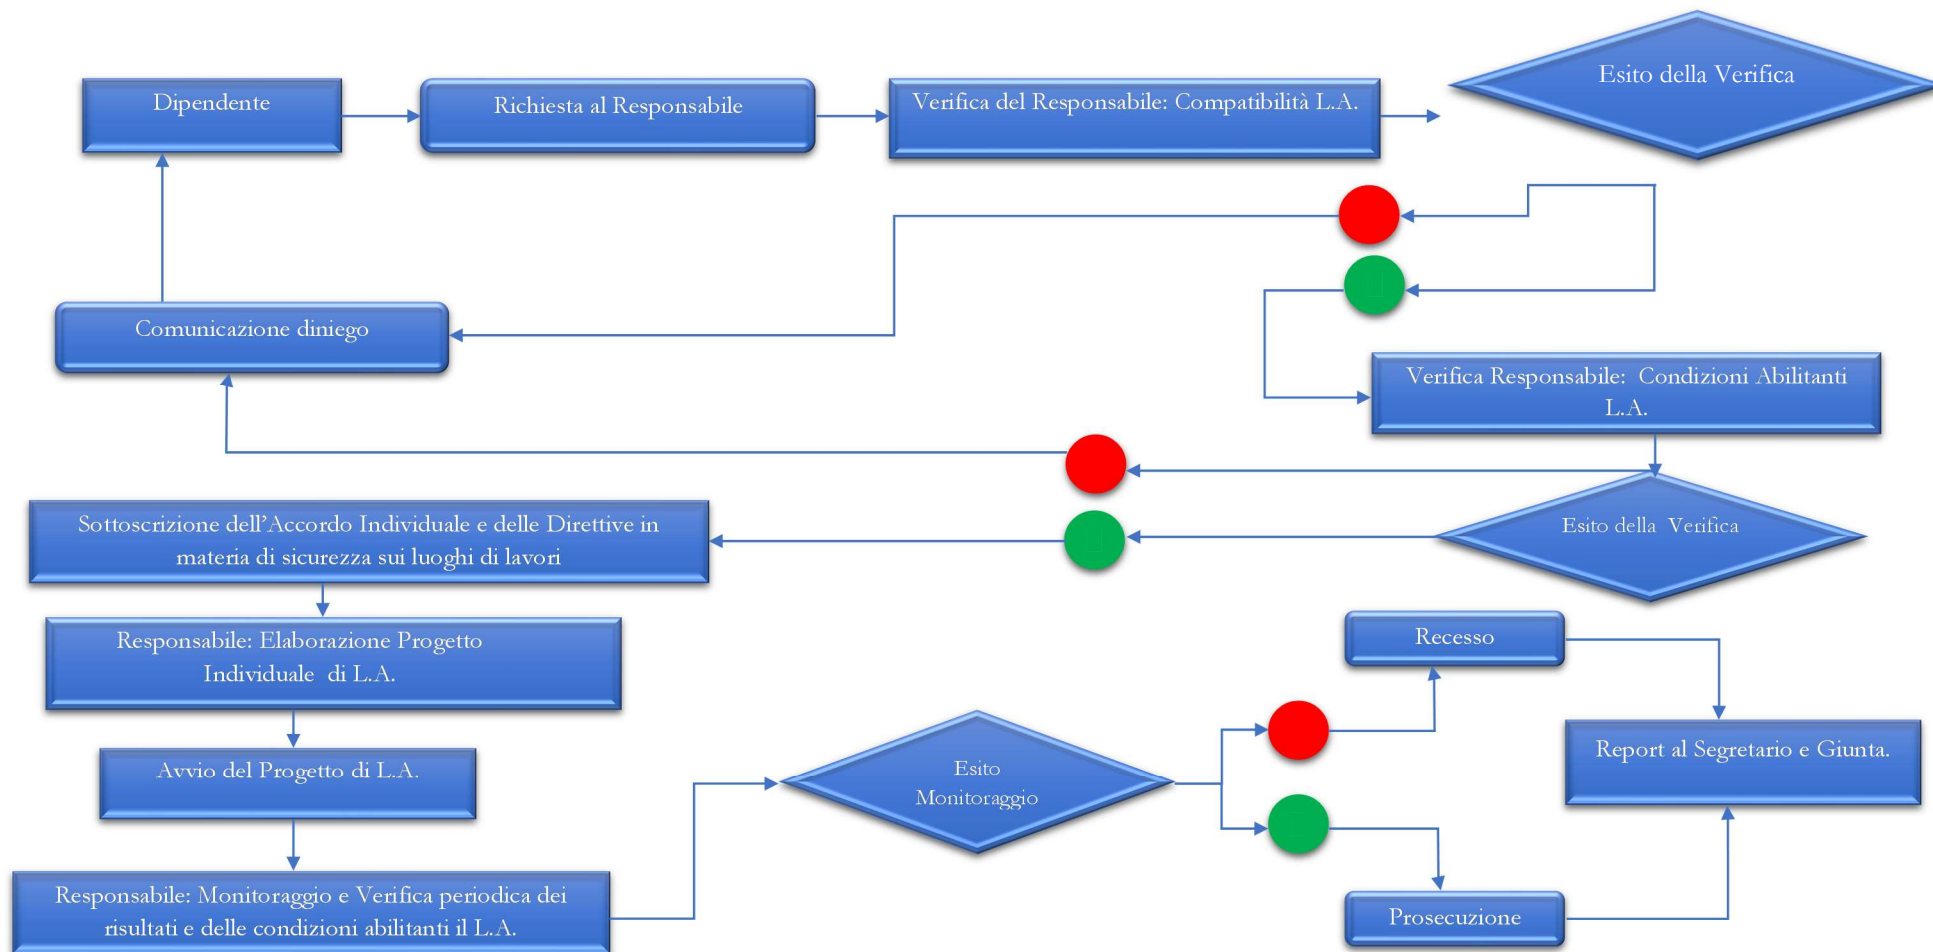 Dipendente
Richiesta al Responsabile
Verifica del Responsabile: Compatibilità L.A.
Esito della Verifica
Comunicazione diniego
Verifica Responsabile:  Condizioni Abilitanti
L.A.
Esito della  Verifica
Sottoscrizione dell’Accordo Individuale e delle Direttive in
materia di sicurezza sui luoghi di lavori
Responsabile: Elaborazione Progetto
Individuale  di L.A.
Avvio del Progetto di L.A.
Responsabile: Monitoraggio e Verifica periodica dei
risultati e delle condizioni abilitanti il L.A.
Esito
Monitoraggio
Recesso
Report al Segretario e Giunta.
Prosecuzione